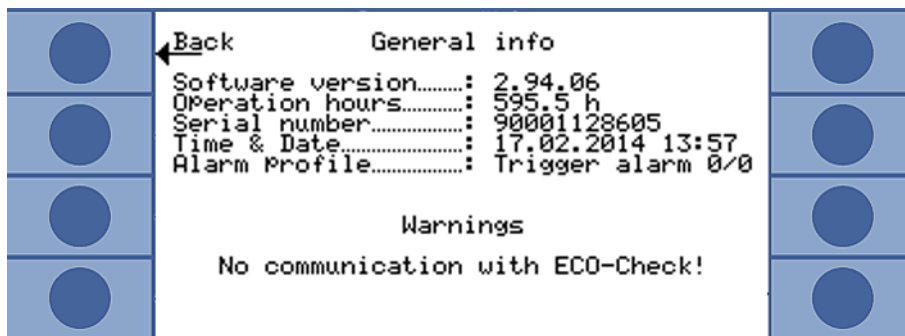 Back General info
Software version........: 2.94.06
Operation hours.........: 595.5 h
Serial number...............: 90001128605
Time & Date..................: 17.02.2014 13:57
Alarm Profile...............: Trigger alarm 0/0
Warnings
No communication with ECO-Check!